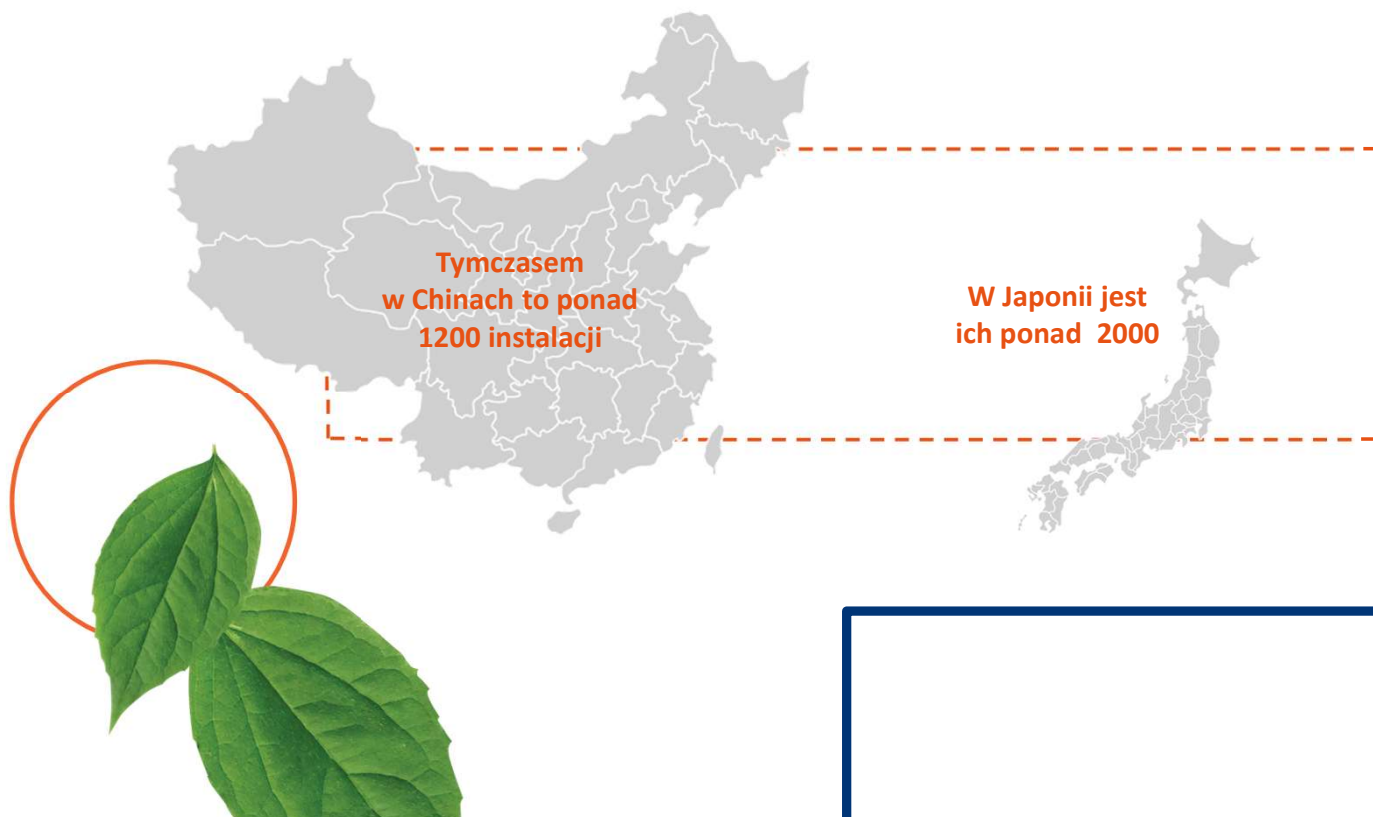 Tymczasem
w Chinach to ponad
1200 instalacji
W Japonii jest
ich ponad  2000